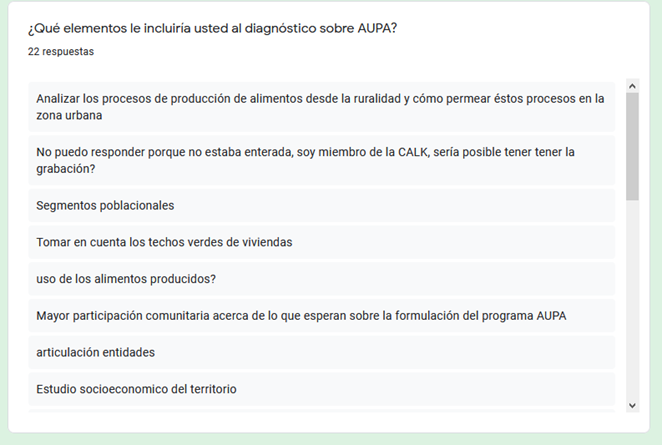 ¿Qué elementos le incluiría usted al diagnóstico sobre AUPA?
22 respuestas
Analizar los procesos de producción de alimentos desde la ruralidad y cómo permear éstos procesos en la
zona urbana
No puedo responder porque no estaba enterada, soy miembro de la CALK, sería posible tener tener la
grabación?
Segmentos poblacionales
Tomar en cuenta los techos verdes de viviendas
uso de los alimentos producidos?
Mayor participación comunitaria acerca de lo que esperan sobre la formulación del programa AUPA
articulación entidades
Estudio socioeconomico del territorio